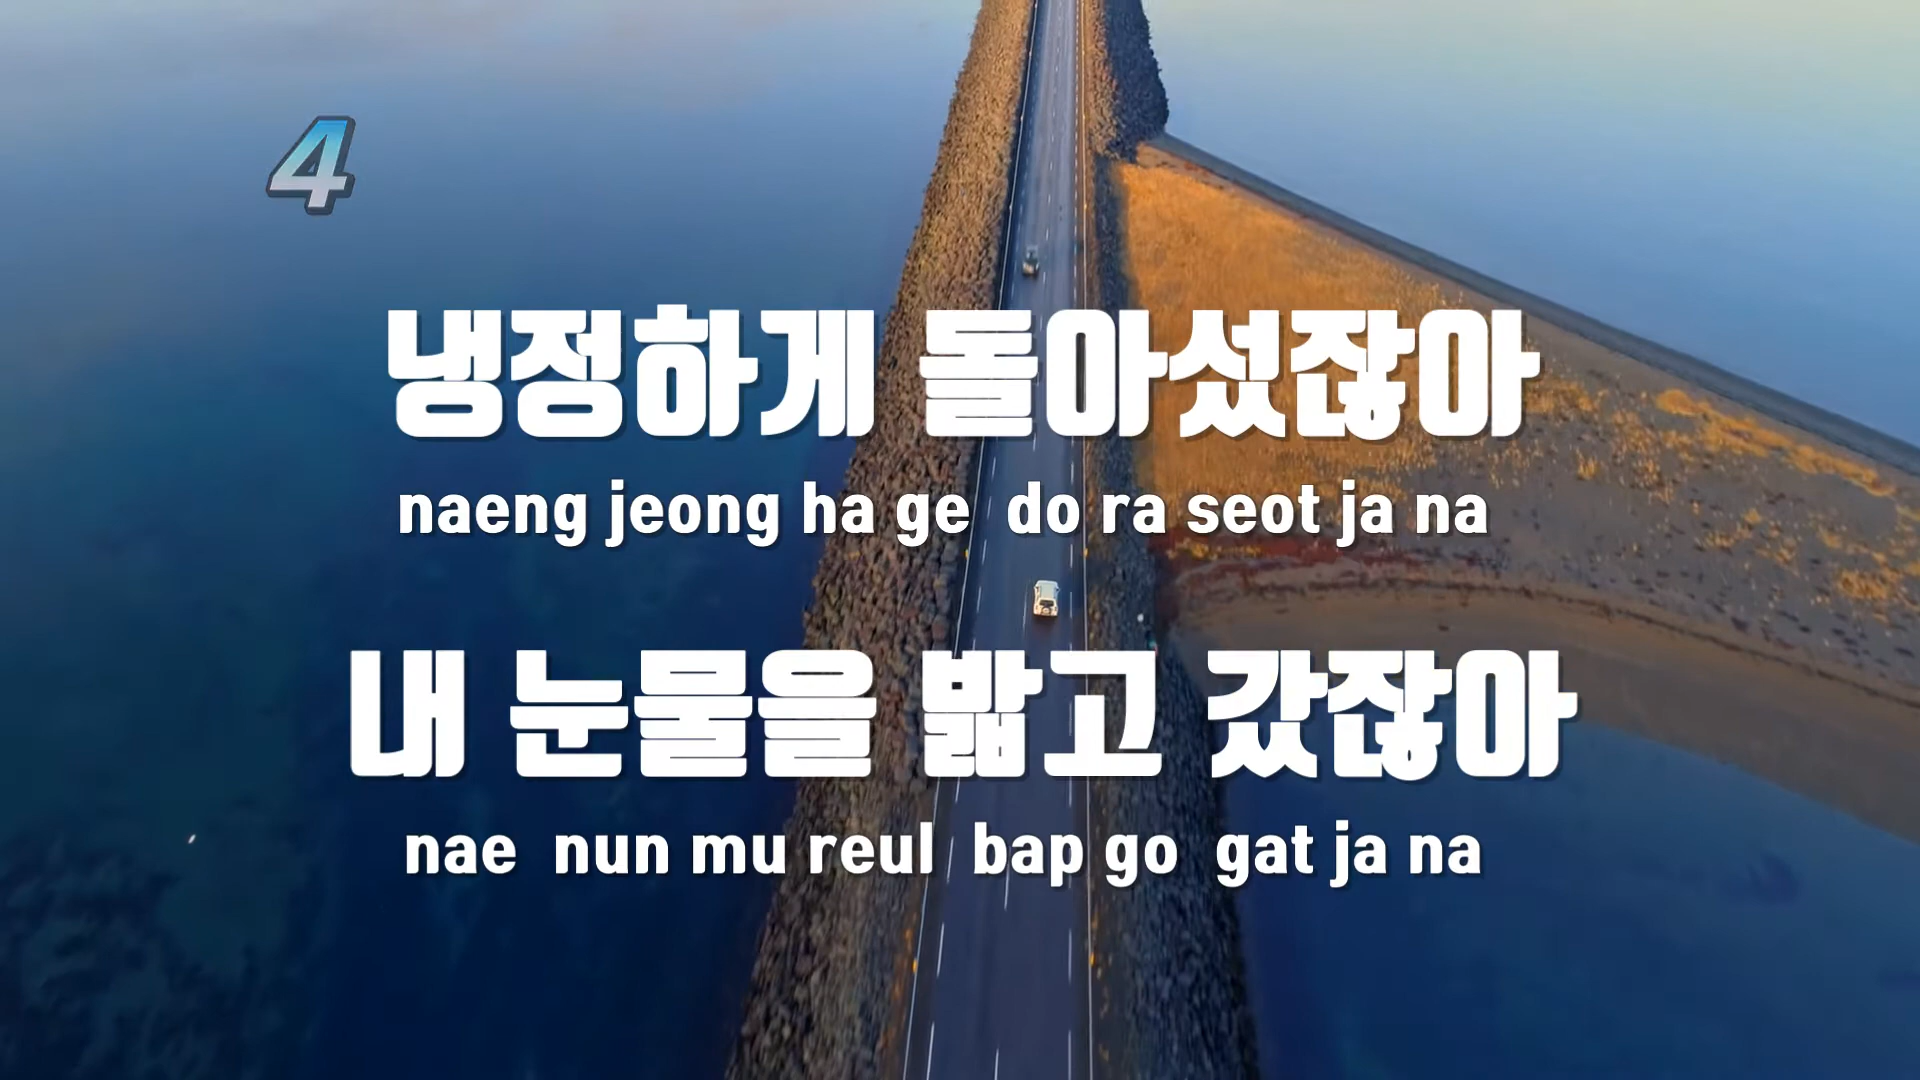 4
냉정하게 돌아섰잖아
naeng jeong ha ge do ra seot ja na
내 눈물을 밟고 갔잖아
nae nun mu reul bap go gat ja na